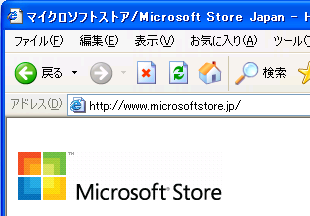 マイクロソフトストア/Microsoft Store Japan - H
ファイル(F) 編集(E) 表示(V) お気に入り(A) ツール(
戻る 検索
アドレス(D) http://www.microsoftstore.jp/
Microsoft® Store